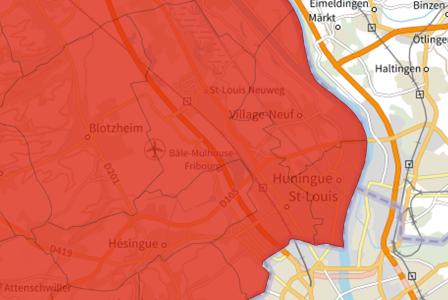 Eimeldingen
Märkt
Binzen
Ötlinge
Haltingen
St-Louis Neuweg
Village-Neuf
Blotzheim
Bâle-Mulhouse-
Fribourg
D201
Huningue
D105
St-Louis
Hésingue
D419
Attenschwiller